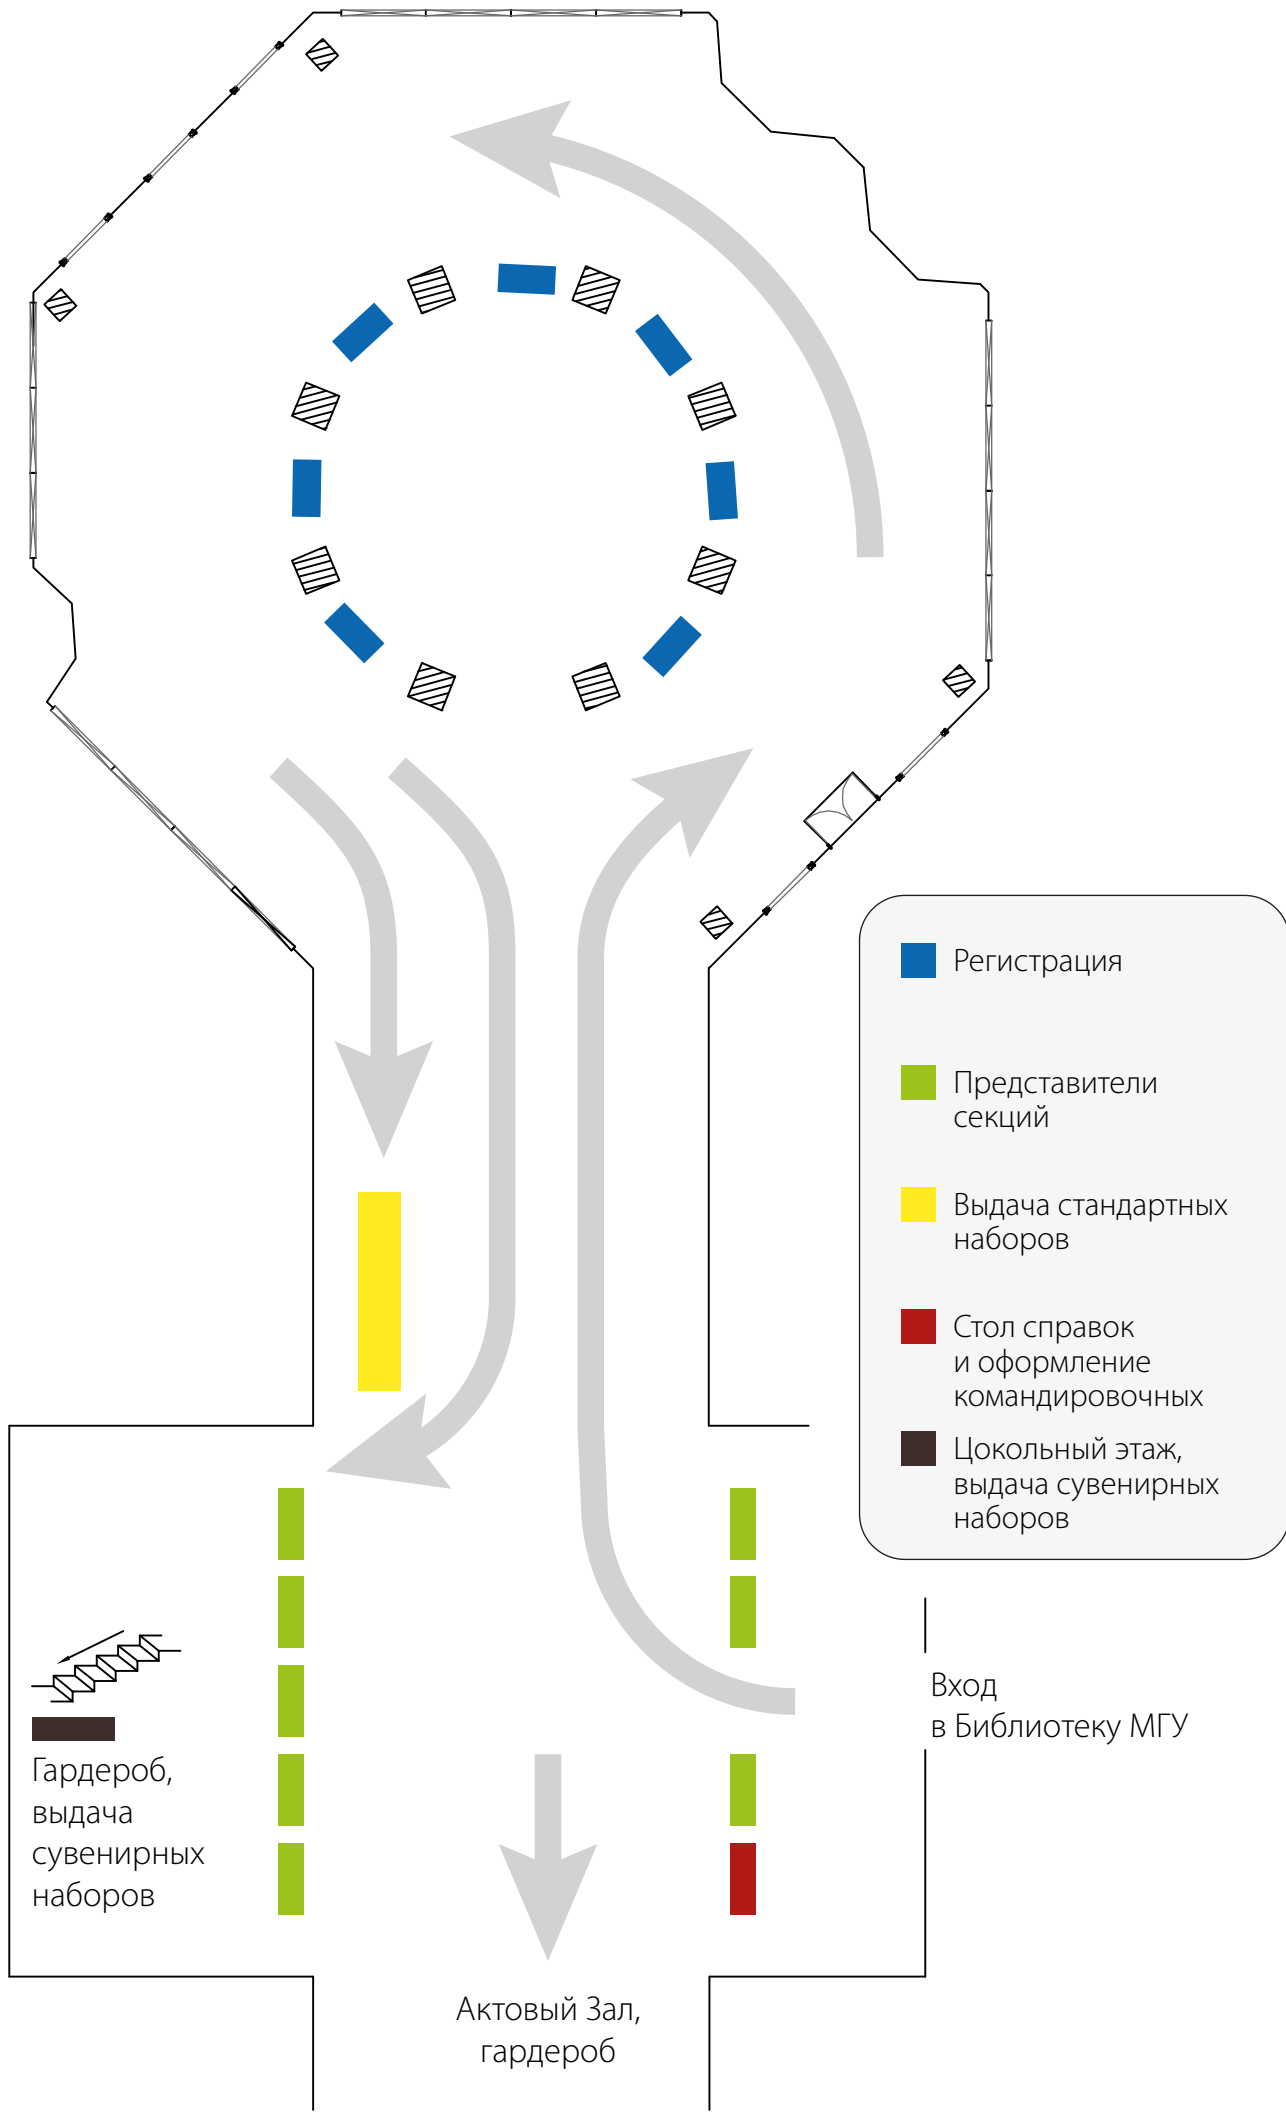 Регистрация
Представители
секций
Выдача стандартных
наборов
Стол справок
и оформление
командировочных
Цокольный этаж,
выдача сувенирных
наборов
Вход
в Библиотеку МГУ
Гардероб,
выдача
сувенирных
наборов
Актовый Зал,
гардероб